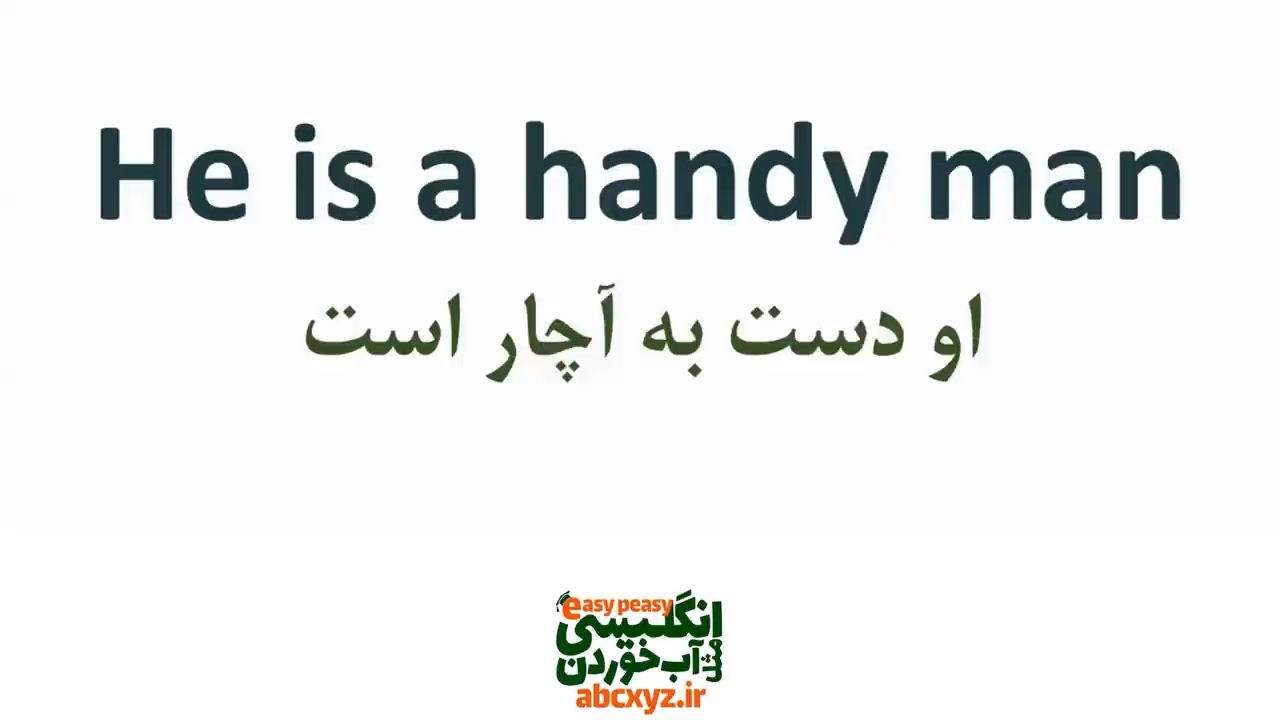 He is a handy man
او دست به آچار است
easy peasy
انگلیسی
مثل آب خوردن
abcxyz.ir